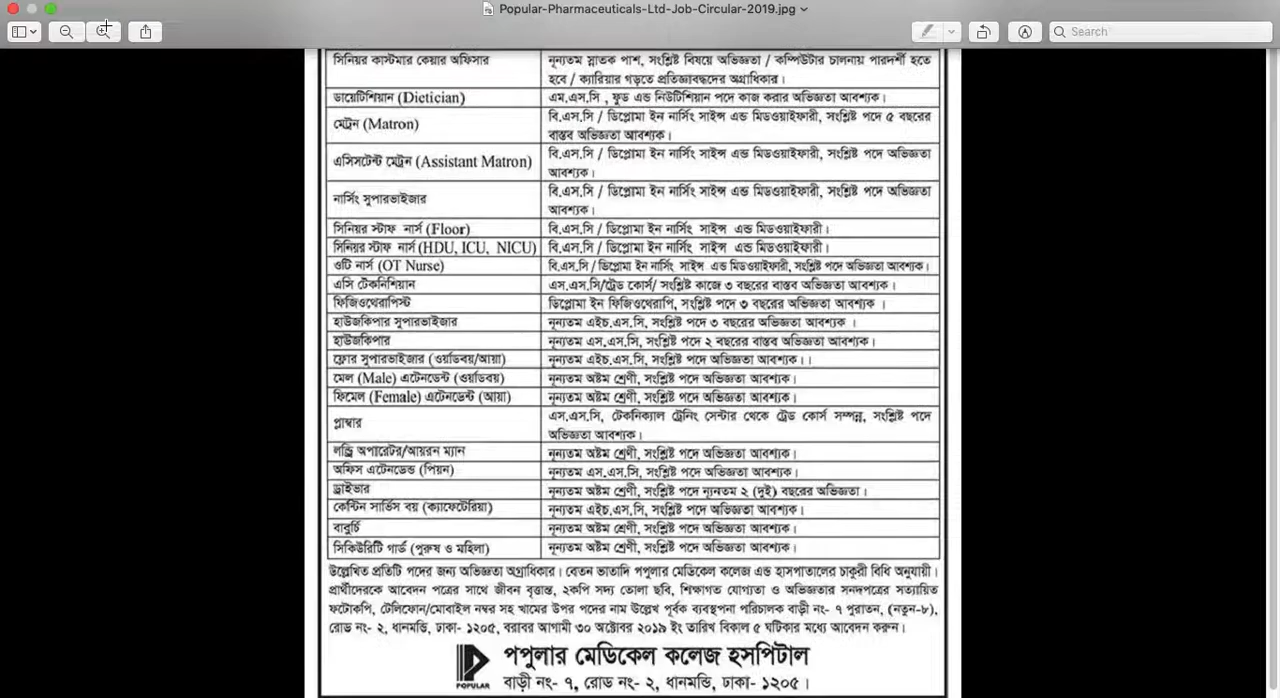 Popular-Pharmaceuticals-Ltd-Job-Circular-2019.jpg
Search
সিনিয়র কাস্টমার কেয়ার অফিসার
নূন্যতম স্নাতক পাশ, সংশ্লিষ্ট বিষয়ে অভিজ্ঞতা / কম্পিউটার চালনায় পারদর্শী হতে
হবে / ক্যারিয়ার গড়তে প্রতিজ্ঞাবদ্ধদের অগ্রাধিকার।
ডায়েটিশিয়ান (Dietician)
এম.এস.সি , ফুড এন্ড নিউটিশিয়ান পদে কাজ করার অভিজ্ঞতা আবশ্যক।
মেট্রন (Matron)
বি.এস.সি / ডিপ্লোমা ইন নার্সিং সাইন্স এন্ড মিডওয়াইফারী, সংশ্লিষ্ট পদে ৫ বছরের
বাস্তব অভিজ্ঞতা আবশ্যক।
এসিসটেন্ট মেট্রন (Assistant Matron)
বি.এস.সি / ডিপ্লোমা ইন নার্সিং সাইন্স এন্ড মিডওয়াইফারী, সংশ্লিষ্ট পদে অভিজ্ঞতা
আবশ্যক।
নার্সিং সুপারভাইজার
বি.এস.সি / ডিপ্লোমা ইন নার্সিং সাইন্স এন্ড মিডওয়াইফারী, সংশ্লিষ্ট পদে অভিজ্ঞতা
আবশ্যক।
সিনিয়র স্টাফ নার্স (Floor)
বি.এস.সি / ডিপ্লোমা ইন নার্সিং সাইন্স এন্ড মিডওয়াইফারী।
সিনিয়র স্টাফ নার্স (HDU, ICU, NICU)
বি.এস.সি / ডিপ্লোমা ইন নার্সিং সাইন্স এন্ড মিডওয়াইফারী।
ওটি নার্স (OT Nurse)
বি.এস.সি / ডিপ্লোমা ইন নার্সিং সাইন্স এন্ড মিডওয়াইফারী, সংশ্লিষ্ট পদে অভিজ্ঞতা আবশ্যক।
এসি টেকনিশিয়ান
এস.এস.সি/ট্রেড কোর্স/ সংশ্লিষ্ট কাজে ৩ বছরের বাস্তব অভিজ্ঞতা আবশ্যক।
ফিজিওথেরাপিস্ট
ডিপ্লোমা ইন ফিজিওথেরাপি, সংশ্লিষ্ট পদে ৩ বছরের অভিজ্ঞতা আবশ্যক ।
হাউজকিপার সুপারভাইজার
নূন্যতম এইচ.এস.সি, সংশ্লিষ্ট পদে ৩ বছরের অভিজ্ঞতা আবশ্যক ।
হাউজকিপার
নূন্যতম এস.এস.সি, সংশ্লিষ্ট পদে ২ বছরের বাস্তব অভিজ্ঞতা আবশ্যক।
ফ্লোর সুপারভাইজার (ওয়ার্ডবয়/আয়া)
নূন্যতম এইচ.এস.সি, সংশ্লিষ্ট পদে অভিজ্ঞতা আবশ্যক।।
মেল (Male) এটেনডেন্ট (ওয়ার্ডবয়)
নূন্যতম অষ্টম শ্রেণী, সংশ্লিষ্ট পদে অভিজ্ঞতা আবশ্যক।
ফিমেল (Female) এটেনডেন্ট (আয়া)
নূন্যতম অষ্টম শ্রেণী, সংশ্লিষ্ট পদে অভিজ্ঞতা আবশ্যক।
প্লাম্বার
এস.এস.সি, টেকনিক্যাল ট্রেনিং সেন্টার থেকে ট্রেড কোর্স সম্পন্ন, সংশ্লিষ্ট পদে
অভিজ্ঞতা আবশ্যক।
লন্ড্রি অপারেটর/আয়রন ম্যান
নূন্যতম অষ্টম শ্রেণী, সংশ্লিষ্ট পদে অভিজ্ঞতা আবশ্যক।
অফিস এটেনডেন্ড (পিয়ন)
নূন্যতম এস.এস.সি, সংশ্লিষ্ট পদে অভিজ্ঞতা আবশ্যক।
ড্রাইভার
নূন্যতম অষ্টম শ্রেণী, সংশ্লিষ্ট পদে ন্যূনতম ২ (দুই) বছরের অভিজ্ঞতা।
কেন্টিন সার্ভিস বয় (ক্যাফেটেরিয়া)
নূন্যতম এইচ.এস.সি, সংশ্লিষ্ট পদে অভিজ্ঞতা আবশ্যক।
বাবুর্চি
নূন্যতম অষ্টম শ্রেণী, সংশ্লিষ্ট পদে অভিজ্ঞতা আবশ্যক।
সিকিউরিটি গার্ড (পুরুষ ও মহিলা)
নূন্যতম অষ্টম শ্রেণী, সংশ্লিষ্ট পদে অভিজ্ঞতা আবশ্যক।
উল্লেখিত প্রতিটি পদের জন্য অভিজ্ঞতা অগ্রাধিকার। বেতন ভাতাদি পপুলার মেডিকেল কলেজ এন্ড হাসপাতালের চাকুরী বিধি অনুযায়ী।
প্রার্থীদেরকে আবেদন পত্রের সাথে জীবন বৃত্তান্ত, ২কপি সদ্য তোলা ছবি, শিক্ষাগত যোগ্যতা ও অভিজ্ঞতার সনদপত্রের সত্যায়িত
ফটোকপি, টেলিফোন/মোবাইল নম্বর সহ খামের উপর পদের নাম উল্লেখ পূর্বক ব্যবস্থপনা পরিচালক বাড়ী নং- ৭ পুরাতন, (নতুন-৮),
রোড নং- ২, ধানমন্ডি, ঢাকা- ১২০৫, বরাবর আগামী ৩০ অক্টোবর ২০১৯ ইং তারিখ বিকাল ৫ ঘটিকার মধ্যে আবেদন করুন।
পপুলার মেডিকেল কলেজ হসপিটাল
POPULAR
বাড়ী নং- ৭, রোড নং- ২, ধানমন্ডি, ঢাকা- ১২০৫।